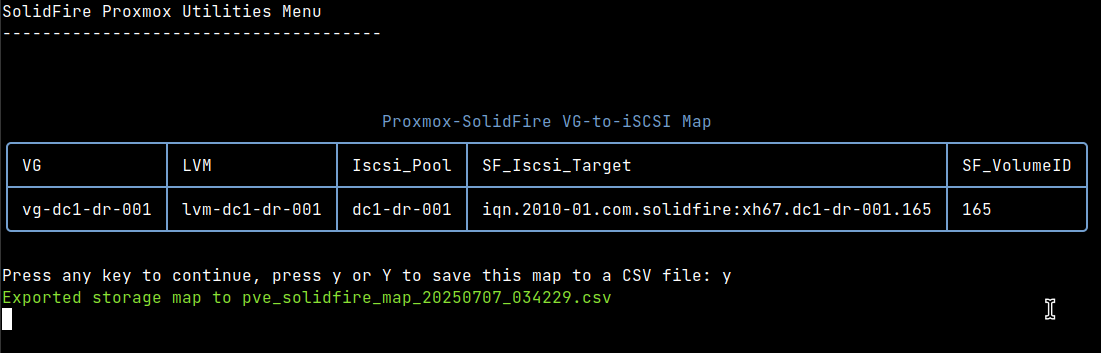 SolidFire Proxmox Utilities Menu
--------------------------------------
Proxmox-SolidFire VG-to-iSCSI Map
VG LVM Iscsi_Pool SF_Iscsi_Target SF_VolumeID
vg-dc1-dr-001 lvm-dc1-dr-001 dc1-dr-001 iqn.2010-01.com.solidfire:xh67.dc1-dr-001.165 165
Press any key to continue, press y or Y to save this map to a CSV file: y
Exported storage map to pve_solidfire_map_20250707_034229.csv